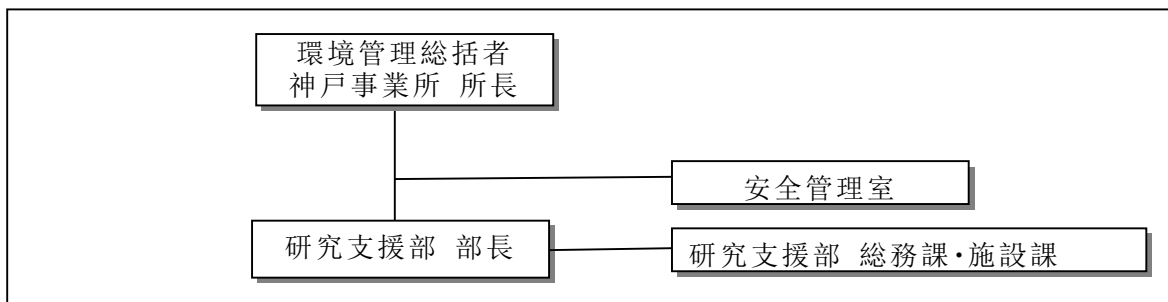 環境管理総括者
神戸事業所 所長
安全管理室
研究支援部 部長
研究支援部 総務課・施設課